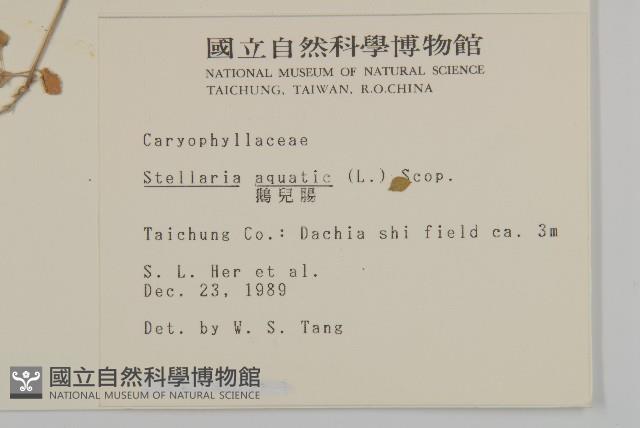 國立自然科學博物館
NATIONAL MUSEUM OF NATURAL SCIENCE
TAICHUNG, TAIWAN, R.O.CHINA
Caryophyllaceae
Stellaria aquatic (L.) Scop.
鵝兒腸
Taichung Co.: Dachia shi field ca. 3m
S. L. Her et al.
Dec. 23, 1989
Det. by W. S. Tang
國立自然科學博物館
NATIONAL MUSEUM OF NATURAL SCIENCE